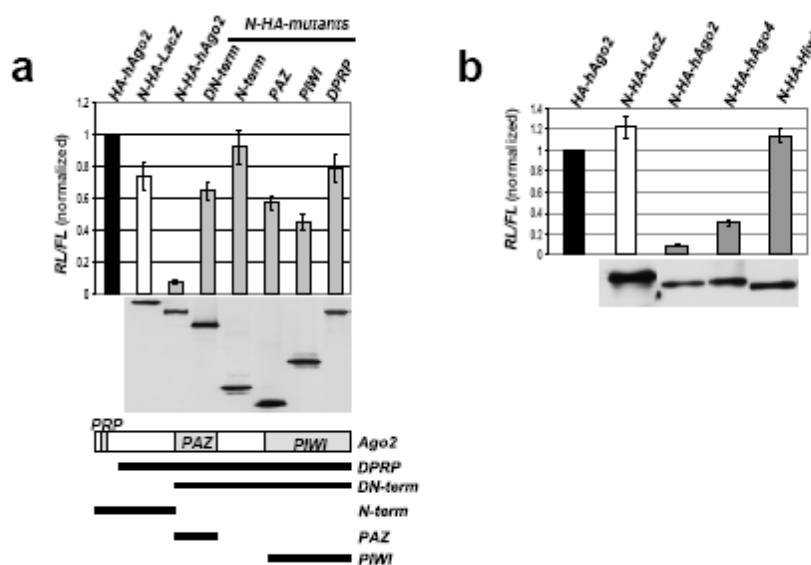 a
N-HA-mutants
HA-hAgo2
N-HA-LacZ
N-HA-hAgo2
DN-term
N-term
PAZ
PIWI
DPRP
RL/FL (normalized)
1.2
1
0.8
0.6
0.4
0.2
0
PRP
PAZ
PIWI
Ago2
DPRP
DN-term
N-term
PAZ
PIWI
b
HA-hAgo2
N-HA-LacZ
N-HA-hAgo2
N-HA-hAgo4
RL/FL (normalized)
1.4
1.2
1
0.8
0.6
0.4
0.2
0